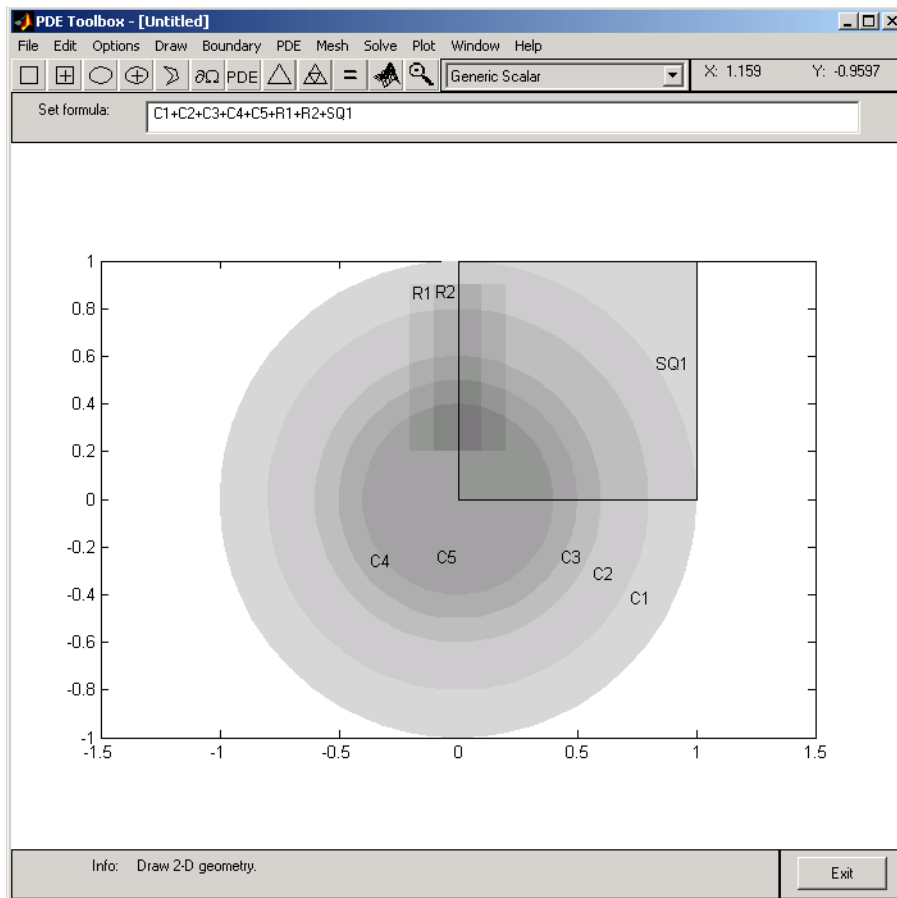 PDE Toolbox - [Untitled]
File Edit Options Draw Boundary PDE Mesh Solve Plot Window Help
∂Ω PDE = Generic Scalar X: 1.159 Y: -0.9597
Set formula: C1+C2+C3+C4+C5+R1+R2+SQ1
1
0.8
0.6
0.4
0.2
0
-0.2
-0.4
-0.6
-0.8
-1
R1 R2
SQ1
C4 C5 C3
C2
C1
-1.5 -1 -0.5 0 0.5 1 1.5
Info: Draw 2-D geometry. Exit